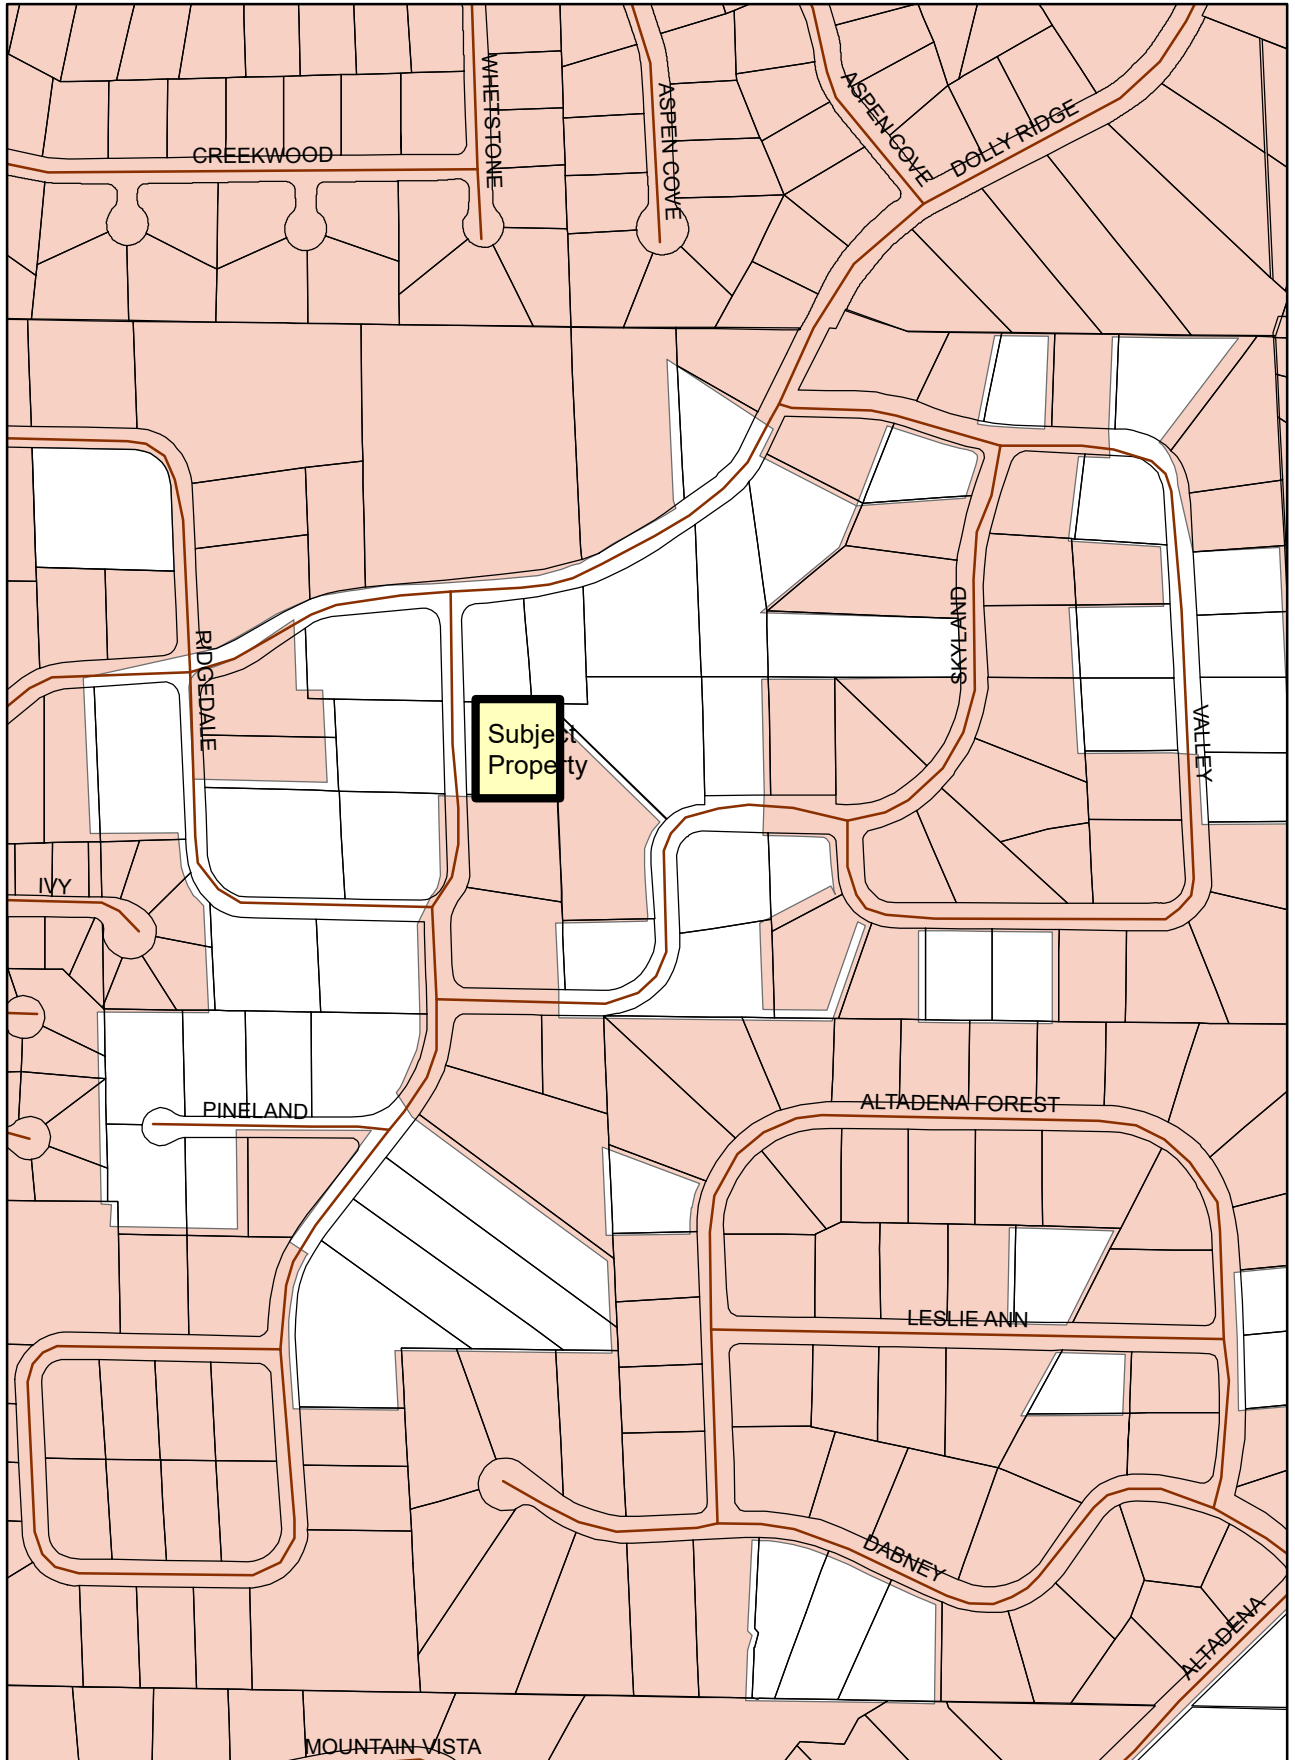 WHETSTONE
ASPEN COVE
ASPEN COVE
DOLLY RIDGE
CREEKWOOD
SKYLAND
RIDGEDALE
VALLEY
Subject
Property
IVY
PINELAND
ALTADENA FOREST
LESLIE ANN
DABNEY
ALTADENA
MOUNTAIN VISTA